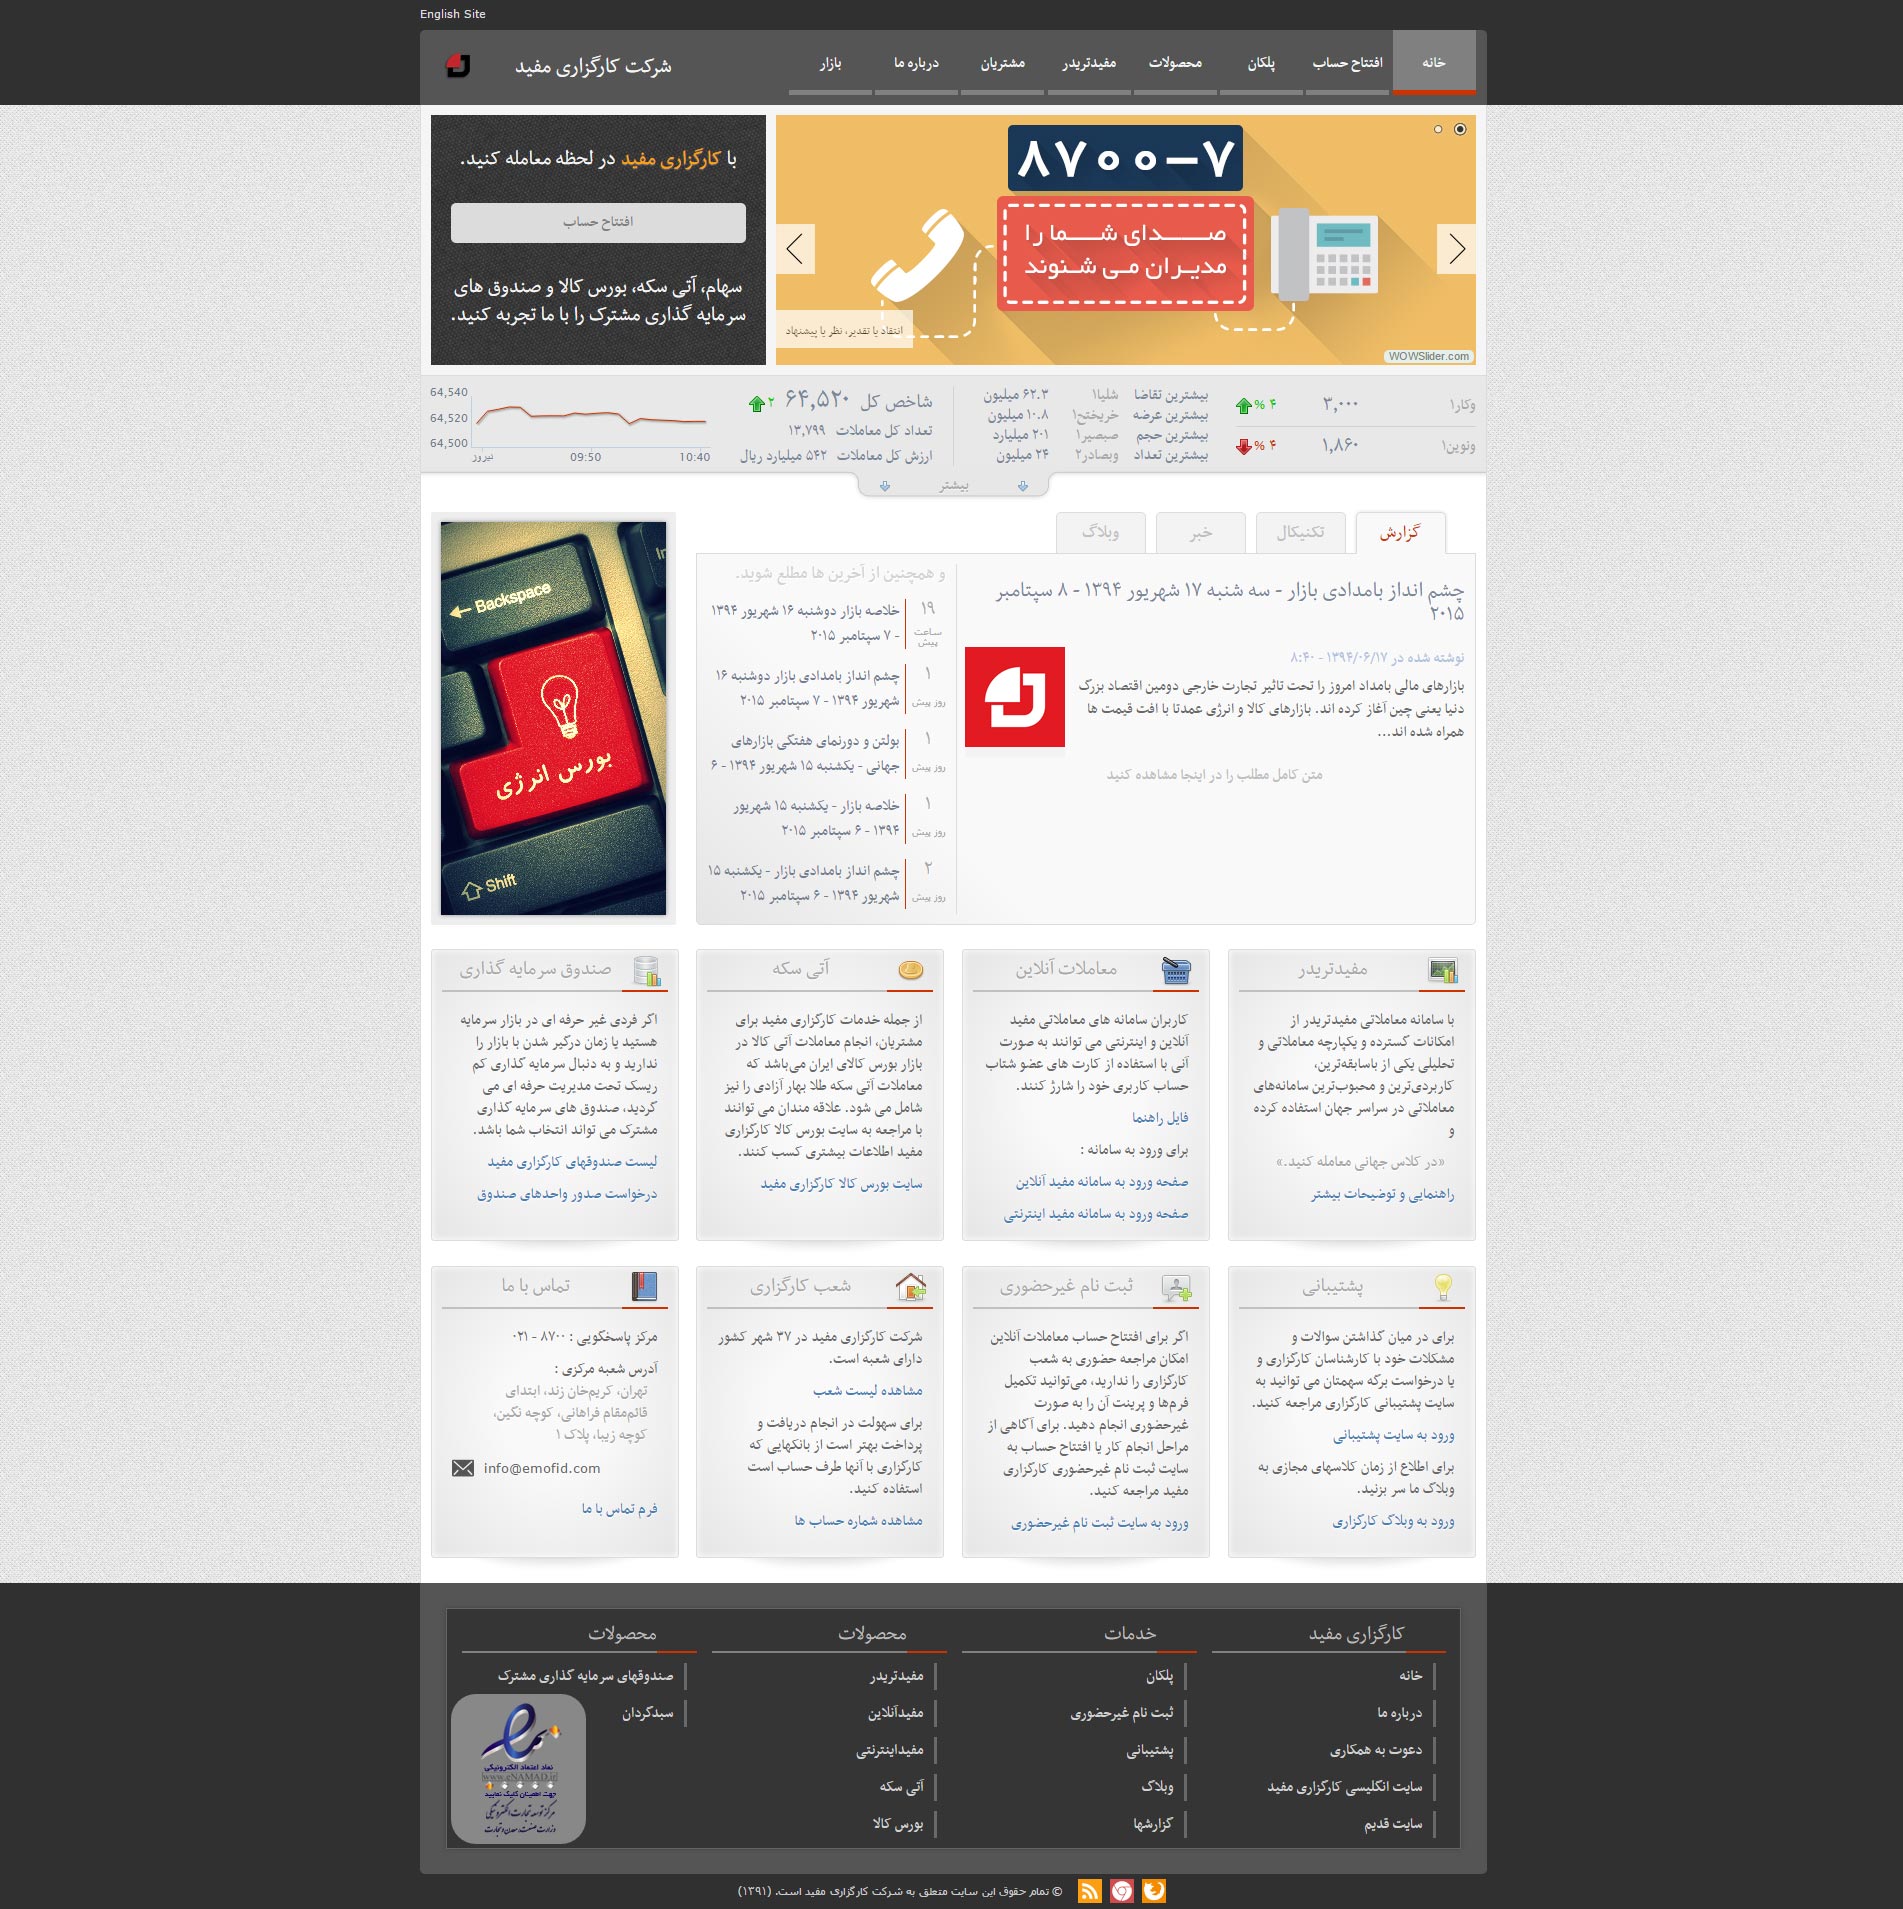 English Site
شرکت کارگزاری مفید
خانه
افتتاح حساب
پلکان
محصولات
مفیدتریدر
مشتریان
درباره ما
بازار
۸۷۰۰-۷
صدای شما را
مدیران می شنوند
انتقاد یا تقدیر، نظر یا پیشنهاد
WOWSlider.com
با کارگزاری مفید در لحظه معامله کنید.
افتتاح حساب
سهام، آتی سکه، بورس کالا و صندوق های
سرمایه گذاری مشترک را با ما تجربه کنید.
وکار۱ ۳,۰۰۰ ۴ %
ونوین۱ ۱,۸۶۰ ۴ %
بیشترین تقاضا شلیا۱ ۶۲.۳ میلیون
بیشترین عرضه خریختخ۱ ۱۰.۸ میلیون
بیشترین حجم صبصیر۱ ۲۰۱ میلیارد
بیشترین تعداد وبصادر۲ ۲۴ میلیون
شاخص کل ۶۴,۵۲۰ ۲
تعداد کل معاملات ۱۳,۷۹۹
ارزش کل معاملات ۵۴۲ میلیارد ریال
64,540
64,520
64,500
دیروز 09:50 10:40
بیشتر
گزارش
تکنیکال
خبر
وبلاگ
چشم انداز بامدادی بازار - سه شنبه ۱۷ شهریور ۱۳۹۴ - ۸ سپتامبر
۲۰۱۵
نوشته شده در ۱۳۹۴/۰۶/۱۷ - ۸:۴۰
بازارهای مالی بامداد امروز را تحت تاثیر تجارت خارجی دومین اقتصاد بزرگ
دنیا یعنی چین آغاز کرده اند. بازارهای کالا و انرژی عمدتا با افت قیمت ها
همراه شده اند...
متن کامل مطلب را در اینجا مشاهده کنید
و همچنین از آخرین ها مطلع شوید.
۱۹
ساعت
پیش
خلاصه بازار دوشنبه ۱۶ شهریور ۱۳۹۴
- ۷ سپتامبر ۲۰۱۵
۱
روز پیش
چشم انداز بامدادی بازار دوشنبه ۱۶
شهریور ۱۳۹۴ - ۷ سپتامبر ۲۰۱۵
۱
روز پیش
بولتن و دورنمای هفتگی بازارهای
جهانی - یکشنبه ۱۵ شهریور ۱۳۹۴ - ۶
۱
روز پیش
خلاصه بازار - یکشنبه ۱۵ شهریور
۱۳۹۴ - ۶ سپتامبر ۲۰۱۵
۲
روز پیش
چشم انداز بامدادی بازار - یکشنبه ۱۵
شهریور ۱۳۹۴ - ۶ سپتامبر ۲۰۱۵
Backspace
بورس انرژی
Shift
مفیدتریدر
با سامانه معاملاتی مفیدتریدر از
امکانات گسترده و یکپارچه معاملاتی و
تحلیلی یکی از باسابقه‌ترین،
کاربردی‌ترین و محبوب‌ترین سامانه‌های
معاملاتی در سراسر جهان استفاده کرده
و
«در کلاس جهانی معامله کنید.»
راهنمایی و توضیحات بیشتر
معاملات آنلاین
کاربران سامانه های معاملاتی مفید
آنلاین و اینترنتی می توانند به صورت
آنی با استفاده از کارت های عضو شتاب
حساب کاربری خود را شارژ کنند.
فایل راهنما
برای ورود به سامانه :
صفحه ورود به سامانه مفید آنلاین
صفحه ورود به سامانه مفید اینترنتی
آتی سکه
از جمله خدمات کارگزاری مفید برای
مشتریان، انجام معاملات آتی کالا در
بازار بورس کالای ایران می‌باشد که
معاملات آتی سکه طلا بهار آزادی را نیز
شامل می شود. علاقه مندان می توانند
با مراجعه به سایت بورس کالا کارگزاری
مفید اطلاعات بیشتری کسب کنند.
سایت بورس کالا کارگزاری مفید
صندوق سرمایه گذاری
اگر فردی غیر حرفه ای در بازار سرمایه
هستید یا زمان درگیر شدن با بازار را
ندارید و به دنبال سرمایه گذاری کم
ریسک تحت مدیریت حرفه ای می
گردید، صندوق های سرمایه گذاری
مشترک می تواند انتخاب شما باشد.
لیست صندوقهای کارگزاری مفید
درخواست صدور واحدهای صندوق
پشتیبانی
برای در میان گذاشتن سوالات و
مشکلات خود با کارشناسان کارگزاری و
یا درخواست برگه سهمتان می توانید به
سایت پشتیبانی کارگزاری مراجعه کنید.
ورود به سایت پشتیبانی
برای اطلاع از زمان کلاسهای مجازی به
وبلاگ ما سر بزنید.
ورود به وبلاگ کارگزاری
ثبت نام غیرحضوری
اگر برای افتتاح حساب معاملات آنلاین
امکان مراجعه حضوری به شعب
کارگزاری را ندارید، می‌توانید تکمیل
فرم‌ها و پرینت آن را به صورت
غیرحضوری انجام دهید. برای آگاهی از
مراحل انجام کار یا افتتاح حساب به
سایت ثبت نام غیرحضوری کارگزاری
مفید مراجعه کنید.
ورود به سایت ثبت نام غیرحضوری
شعب کارگزاری
شرکت کارگزاری مفید در ۳۷ شهر کشور
دارای شعبه است.
مشاهده لیست شعب
برای سهولت در انجام دریافت و
پرداخت بهتر است از بانکهایی که
کارگزاری با آنها طرف حساب است
استفاده کنید.
مشاهده شماره حساب ها
تماس با ما
مرکز پاسخگویی : ۸۷۰۰ - ۰۲۱
آدرس شعبه مرکزی :
تهران، کریم‌خان زند، ابتدای
قائم‌مقام فراهانی، کوچه نگین،
کوچه زیبا، پلاک ۱
info@emofid.com
فرم تماس با ما
کارگزاری مفید
خانه
درباره ما
دعوت به همکاری
سایت انگلیسی کارگزاری مفید
سایت قدیم
خدمات
پلکان
ثبت نام غیرحضوری
پشتیبانی
وبلاگ
گزارشها
محصولات
مفیدتریدر
مفیدآنلاین
مفیداینترنتی
آتی سکه
بورس کالا
محصولات
صندوقهای سرمایه گذاری مشترک
سبدگردان
نماد اعتماد الکترونیکی
www.eNAMAD.ir
جهت اطمینان کلیک نمایید
مرکز توسعه تجارت الکترونیکی
وزارت صنعت، معدن و تجارت
© تمام حقوق این سایت متعلق به شرکت کارگزاری مفید است. (۱۳۹۱)